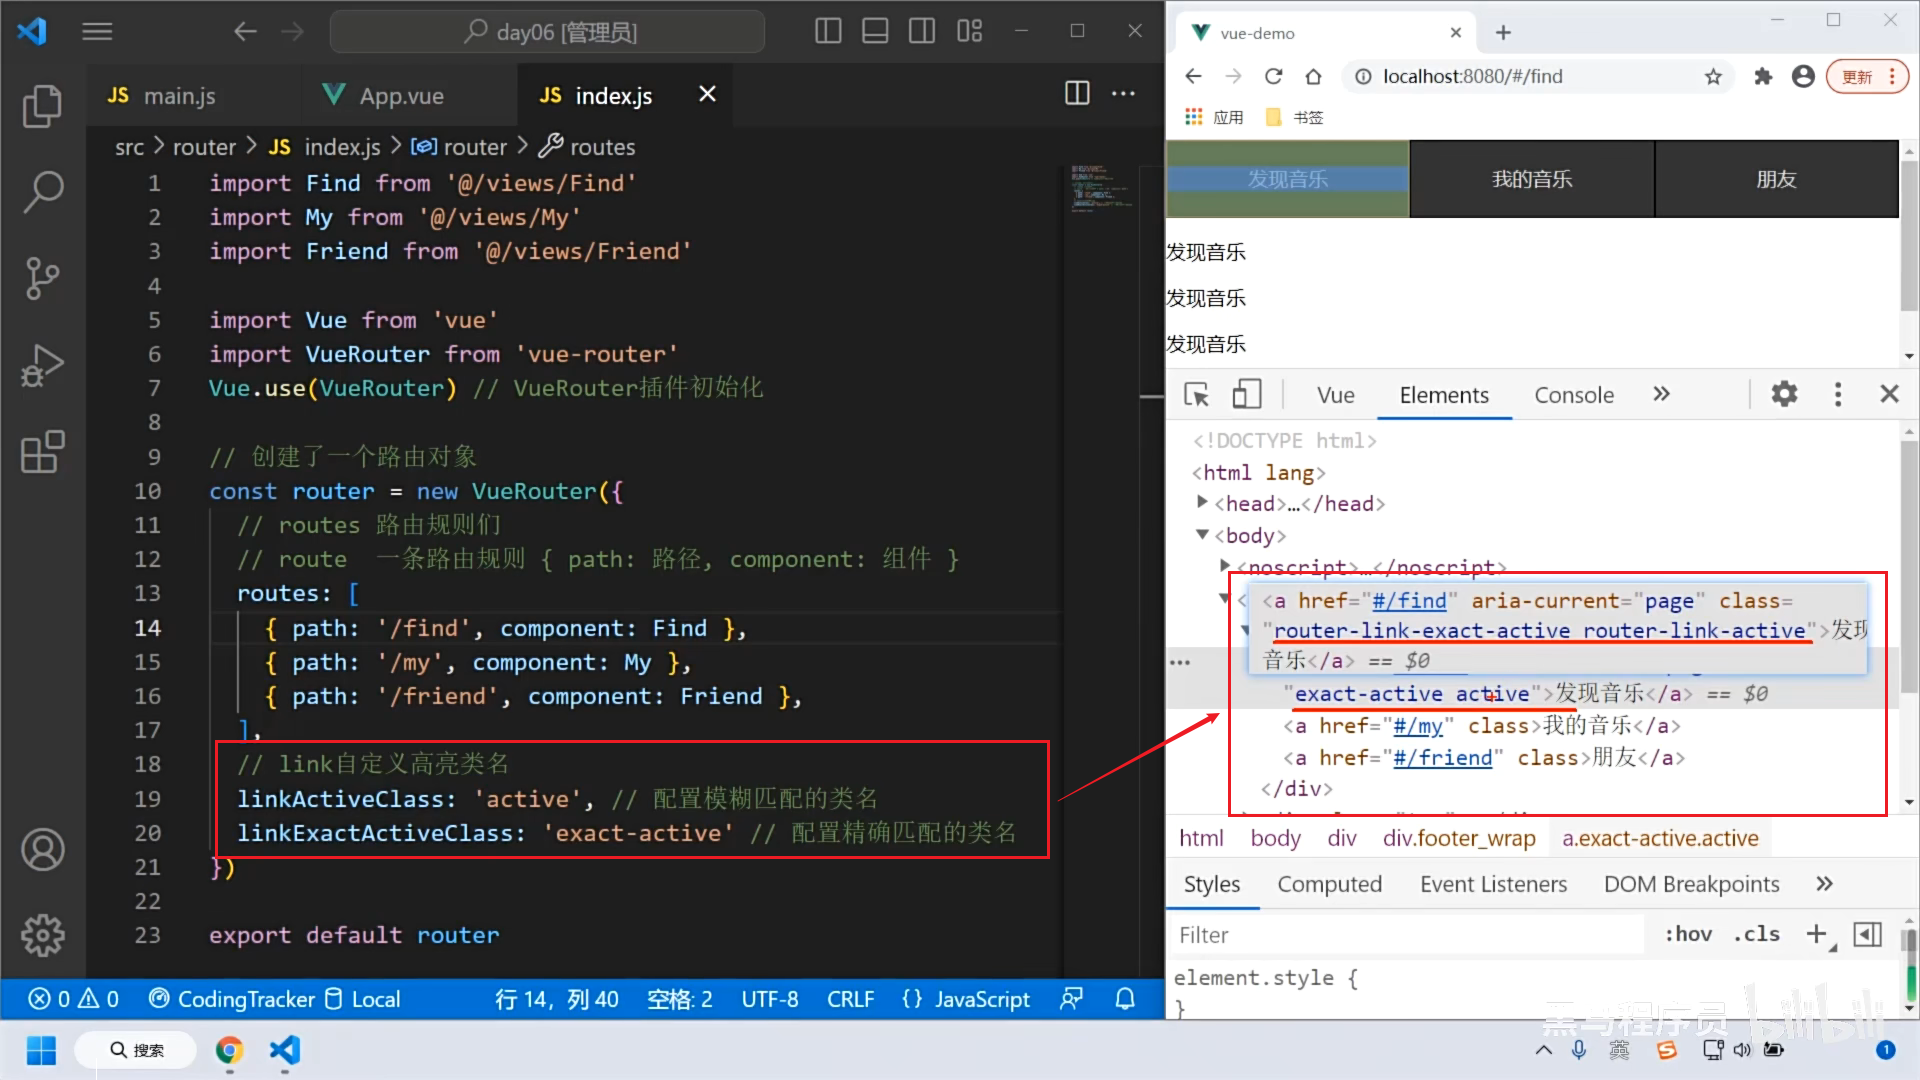 day06 [管理员]
JS main.js
App.vue
JS index.js
src > router > JS index.js > router > routes
1 import Find from '@/views/Find'
2 import My from '@/views/My'
3 import Friend from '@/views/Friend'
4
5 import Vue from 'vue'
6 import VueRouter from 'vue-router'
7 Vue.use(VueRouter) // VueRouter插件初始化
8
9 // 创建了一个路由对象
10 const router = new VueRouter({
11 // routes 路由规则们
12 // route 一条路由规则 { path: 路径, component: 组件 }
13 routes: [
14 { path: '/find', component: Find },
15 { path: '/my', component: My },
16 { path: '/friend', component: Friend },
17 ],
18 // link自定义高亮类名
19 linkActiveClass: 'active', // 配置模糊匹配的类名
20 linkExactActiveClass: 'exact-active' // 配置精确匹配的类名
21 })
22
23 export default router
0 0 CodingTracker Local 行 14，列 40 空格: 2 UTF-8 CRLF {} JavaScript
vue-demo
localhost:8080/#/find
更新
应用 书签
发现音乐 我的音乐 朋友
发现音乐
发现音乐
发现音乐
Vue Elements Console »
<!DOCTYPE html>
<html lang>
<head>…</head>
<body>
<noscript>…</noscript>
<a href="#/find" aria-current="page" class=
"router-link-exact-active router-link-active">发现
音乐</a> == $0
"exact-active active">发现音乐</a> == $0
<a href="#/my" class>我的音乐</a>
<a href="#/friend" class>朋友</a>
</div>
html body div div.footer_wrap a.exact-active.active
Styles Computed Event Listeners DOM Breakpoints »
Filter :hov .cls +
element.style {
}
黑马程序员 bilibili
搜索
英
1